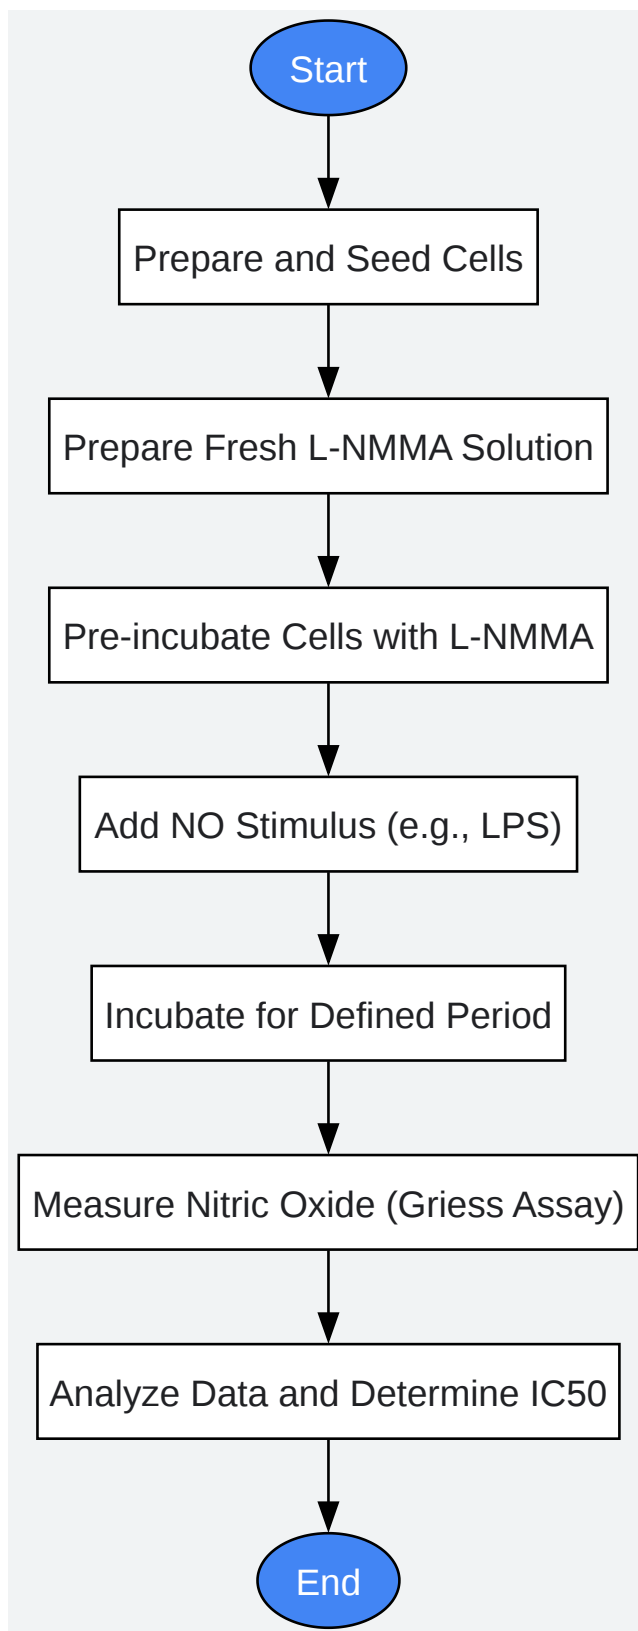 Start
Prepare and Seed Cells
Prepare Fresh L-NMMA Solution
Pre-incubate Cells with L-NMMA
Add NO Stimulus (e.g., LPS)
Incubate for Defined Period
Measure Nitric Oxide (Griess Assay)
Analyze Data and Determine IC50
End